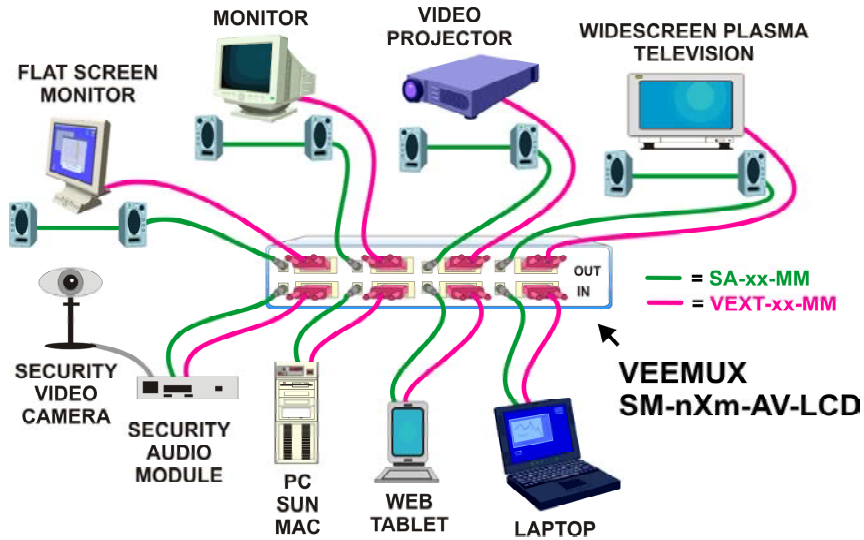 MONITOR
VIDEO
PROJECTOR
WIDESCREEN PLASMA
TELEVISION
FLAT SCREEN
MONITOR
OUT
IN
= SA-xx-MM
= VEXT-xx-MM
SECURITY
VIDEO
CAMERA
SECURITY
AUDIO
MODULE
PC
SUN
MAC
WEB
TABLET
LAPTOP
VEEMUX
SM-nXm-AV-LCD